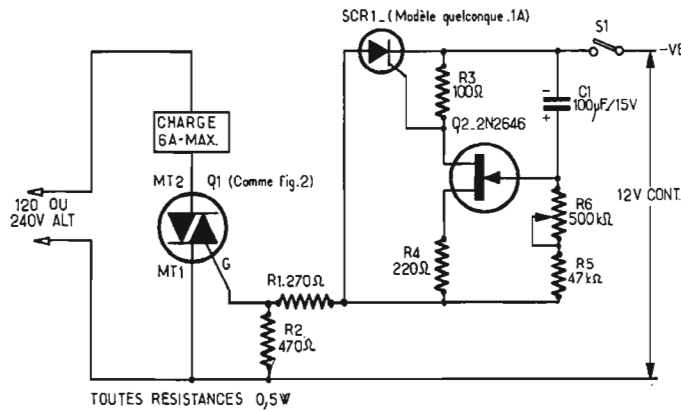 SCR1_(Modèle quelconque.1A)
S1
-VE
R3
100Ω
C1
-
100µF/15V
+
CHARGE
6A-MAX.
Q2_2N2646
MT2
Q1 (Comme fig.2)
120 OU
240V ALT
R6
500kΩ
12V CONT.
MT1
G
R4
220Ω
R5
47kΩ
R1.270Ω
R2
470Ω
TOUTES RESISTANCES 0,5W